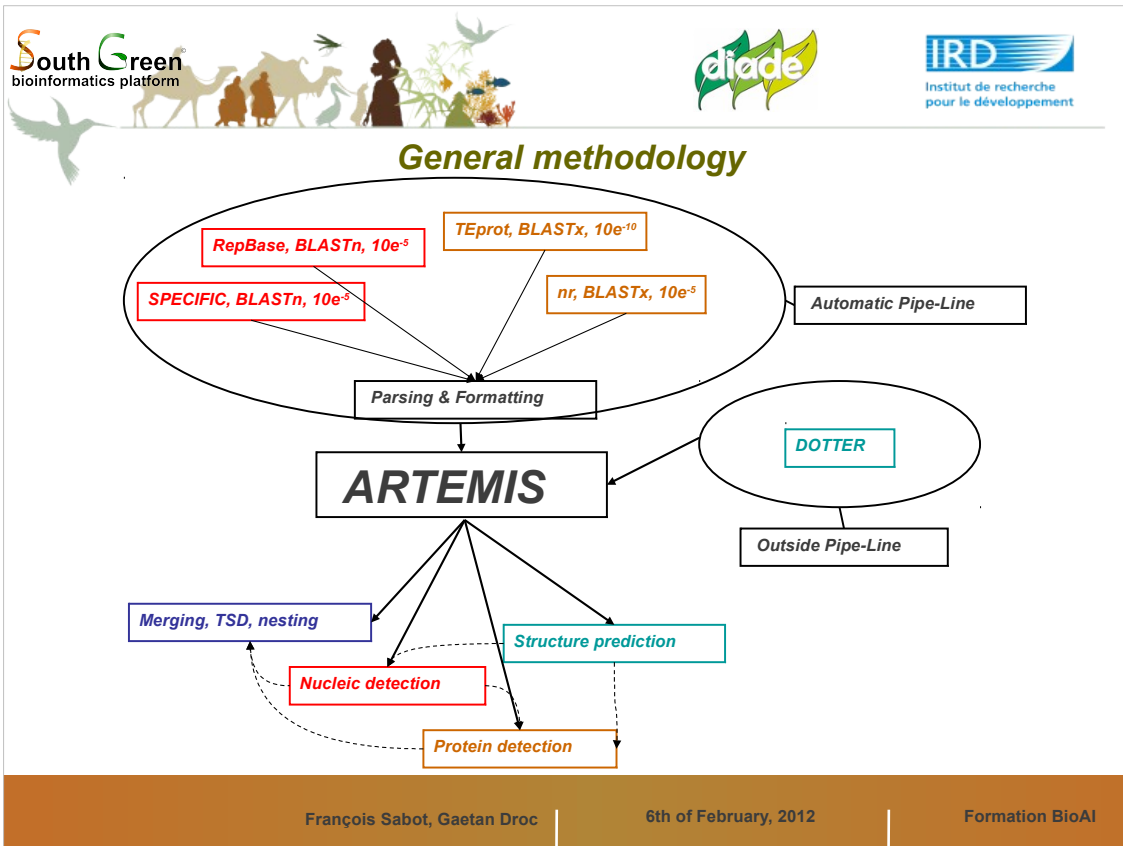 South Green
bioinformatics platform
diade
IRD
Institut de recherche
pour le développement
General methodology
RepBase, BLASTn, 10e-5
TEprot, BLASTx, 10e-10
SPECIFIC, BLASTn, 10e-5
nr, BLASTx, 10e-5
Automatic Pipe-Line
Parsing & Formatting
DOTTER
ARTEMIS
Outside Pipe-Line
Merging, TSD, nesting
Structure prediction
Nucleic detection
Protein detection
François Sabot, Gaetan Droc
6th of February, 2012
Formation BioAI